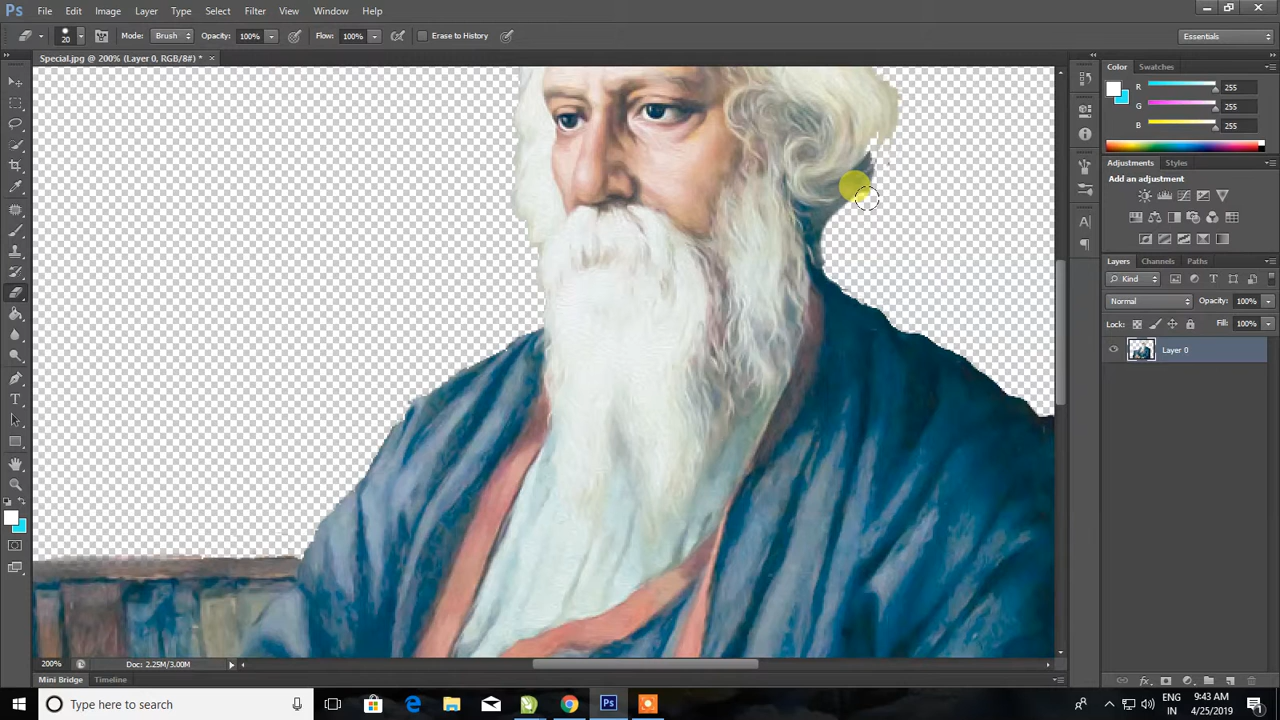 Ps File Edit Image Layer Type Select Filter View Window Help
20 Mode: Brush Opacity: 100% Flow: 100% Erase to History Essentials
Special.jpg @ 200% (Layer 0, RGB/8#) * ×
Color Swatches
R 255
G 255
B 255
Adjustments Styles
Add an adjustment
Layers Channels Paths
Kind
Normal Opacity: 100%
Lock: Fill: 100%
Layer 0
200% Doc: 2.25M/3.00M
Mini Bridge Timeline
Type here to search
ENG
IN
9:43 AM
4/25/2019
1